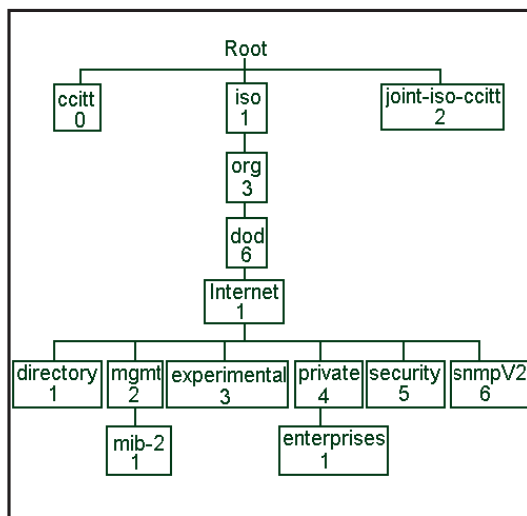 Root
ccitt
0
iso
1
joint-iso-ccitt
2
org
3
dod
6
Internet
1
directory
1
mgmt
2
experimental
3
private
4
security
5
snmpV2
6
mib-2
1
enterprises
1